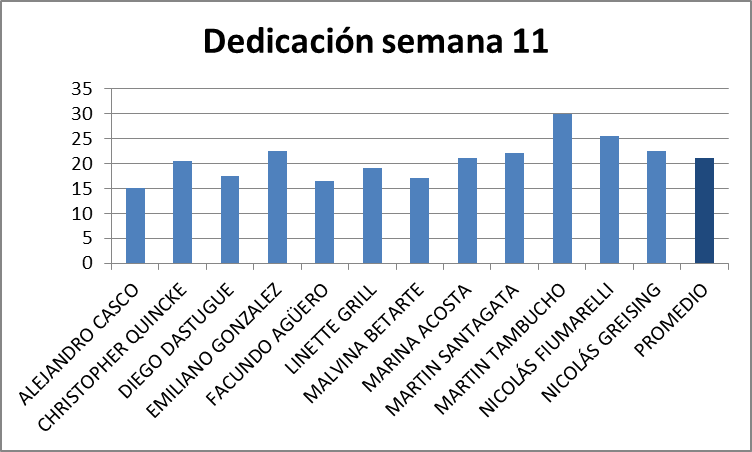 Dedicación semana 11
35
30
25
20
15
10
5
0
ALEJANDRO CASCO
CHRISTOPHER QUINCKE
DIEGO DASTUGUE
EMILIANO GONZALEZ
FACUNDO AGÜERO
LINETTE GRILL
MALVINA BETARTE
MARINA ACOSTA
MARTIN SANTAGATA
MARTIN TAMBUCHO
NICOLÁS FIUMARELLI
NICOLÁS GREISING
PROMEDIO